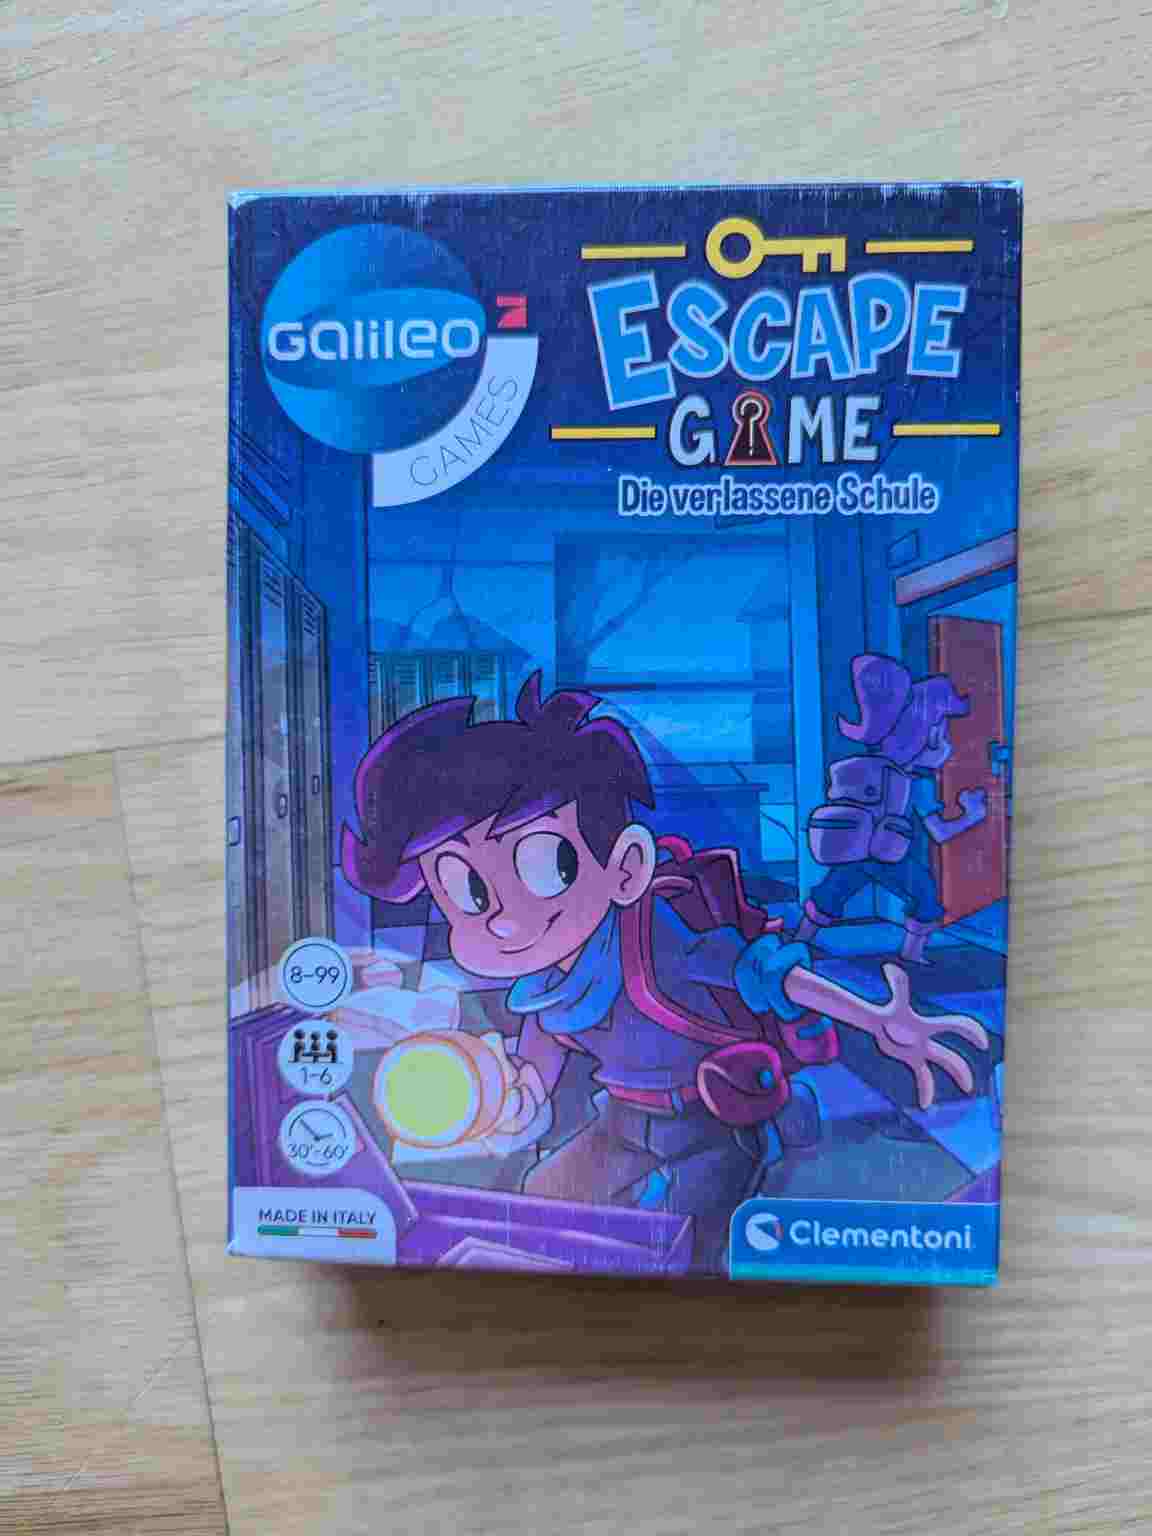 Galileo
GAMES
ESCAPE
GAME
Die verlassene Schule
8-99
1-6
30'-60'
MADE IN ITALY
Clementoni